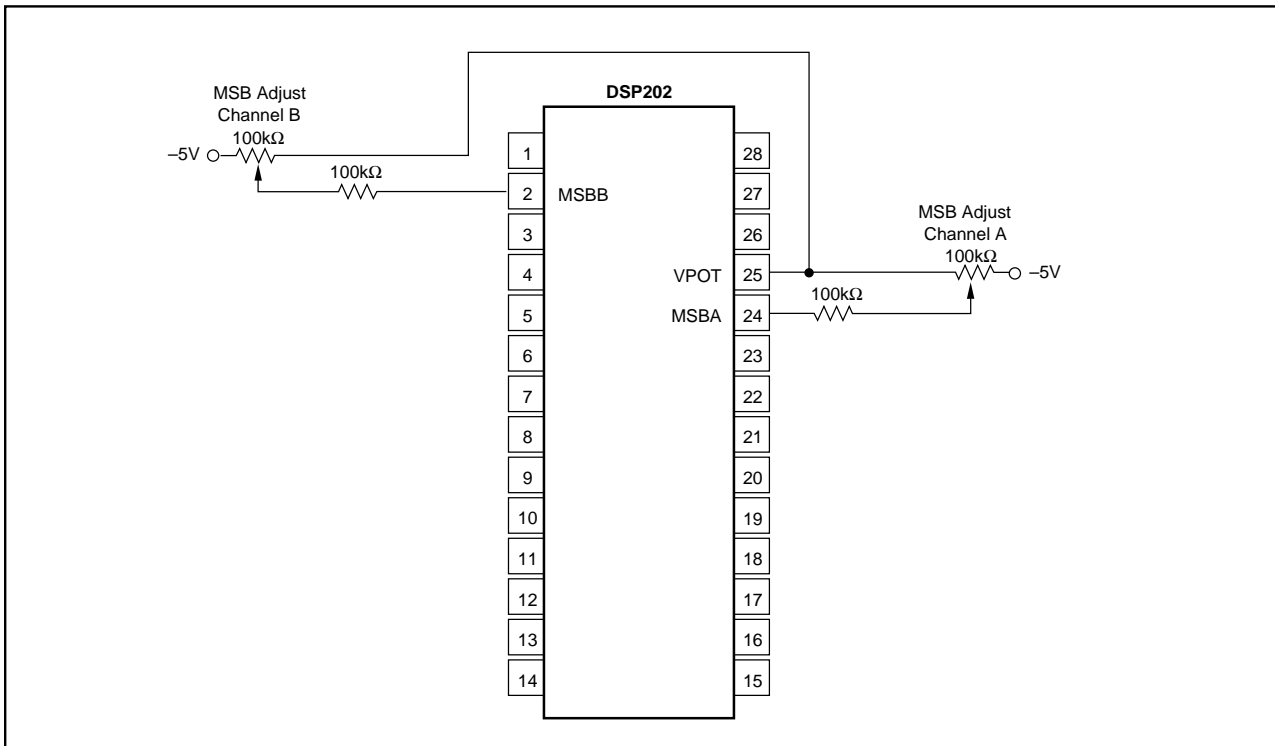 DSP202
MSB Adjust
Channel B
100kΩ
–5V
100kΩ
1
2
3
4
5
6
7
8
9
10
11
12
13
14
MSBB
VPOT
MSBA
28
27
26
25
24
23
22
21
20
19
18
17
16
15
MSB Adjust
Channel A
100kΩ
–5V
100kΩ